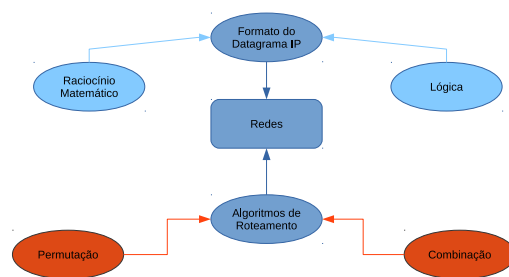 Formato do
Datagrama IP
Raciocínio
Matemático
Lógica
Redes
Algoritmos de
Roteamento
Permutação
Combinação